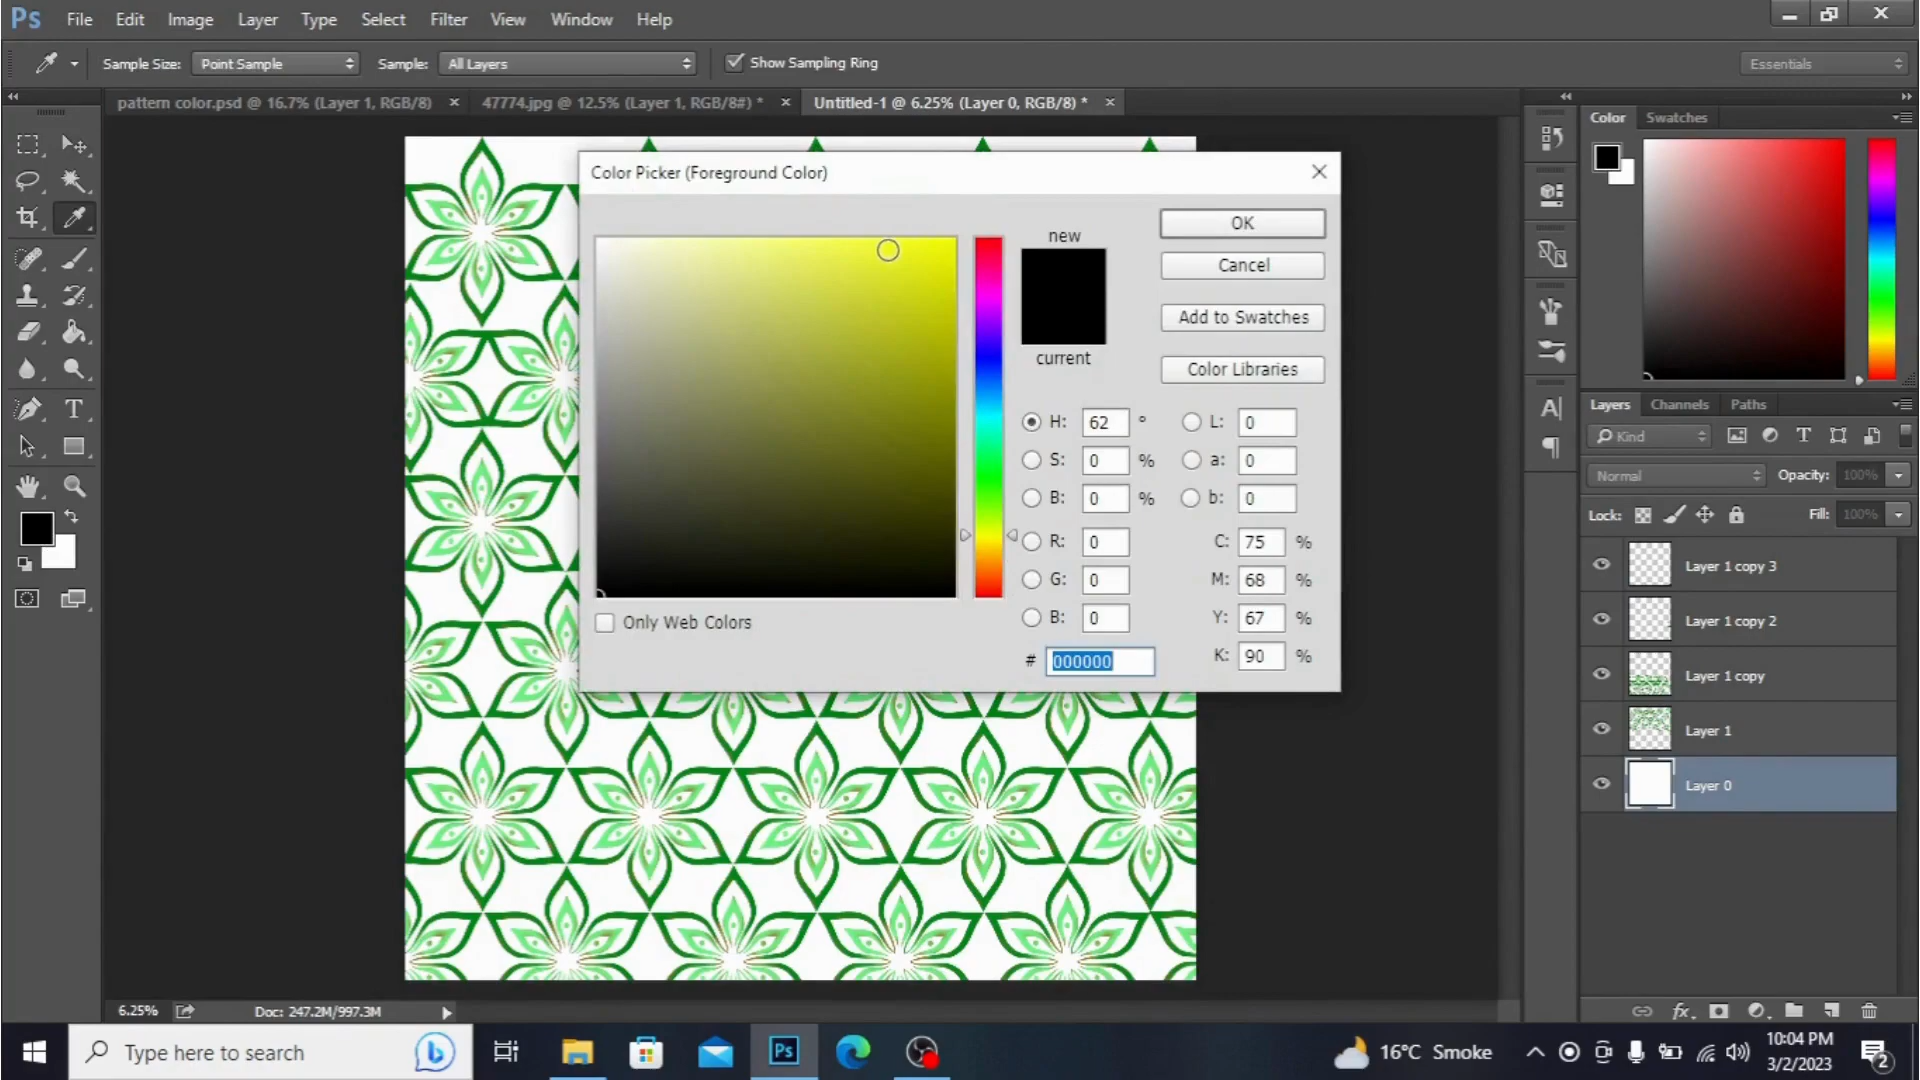 Ps File Edit Image Layer Type Select Filter View Window Help
Sample Size: Point Sample Sample: All Layers Show Sampling Ring Essentials
pattern color.psd @ 16.7% (Layer 1, RGB/8) × 47774.jpg @ 12.5% (Layer 1, RGB/8#) * × Untitled-1 @ 6.25% (Layer 0, RGB/8) * ×
Color Swatches
Color Picker (Foreground Color)
new
current
OK
Cancel
Add to Swatches
Color Libraries
H: 62 ° L: 0
S: 0 % a: 0
B: 0 % b: 0
R: 0 C: 75 %
G: 0 M: 68 %
B: 0 Y: 67 %
# 000000 K: 90 %
Only Web Colors
Layers Channels Paths
Kind
Normal Opacity: 100%
Lock: Fill: 100%
Layer 1 copy 3
Layer 1 copy 2
Layer 1 copy
Layer 1
Layer 0
6.25% Doc: 247.2M/997.3M
Type here to search
Ps
16°C Smoke
10:04 PM
3/2/2023
2